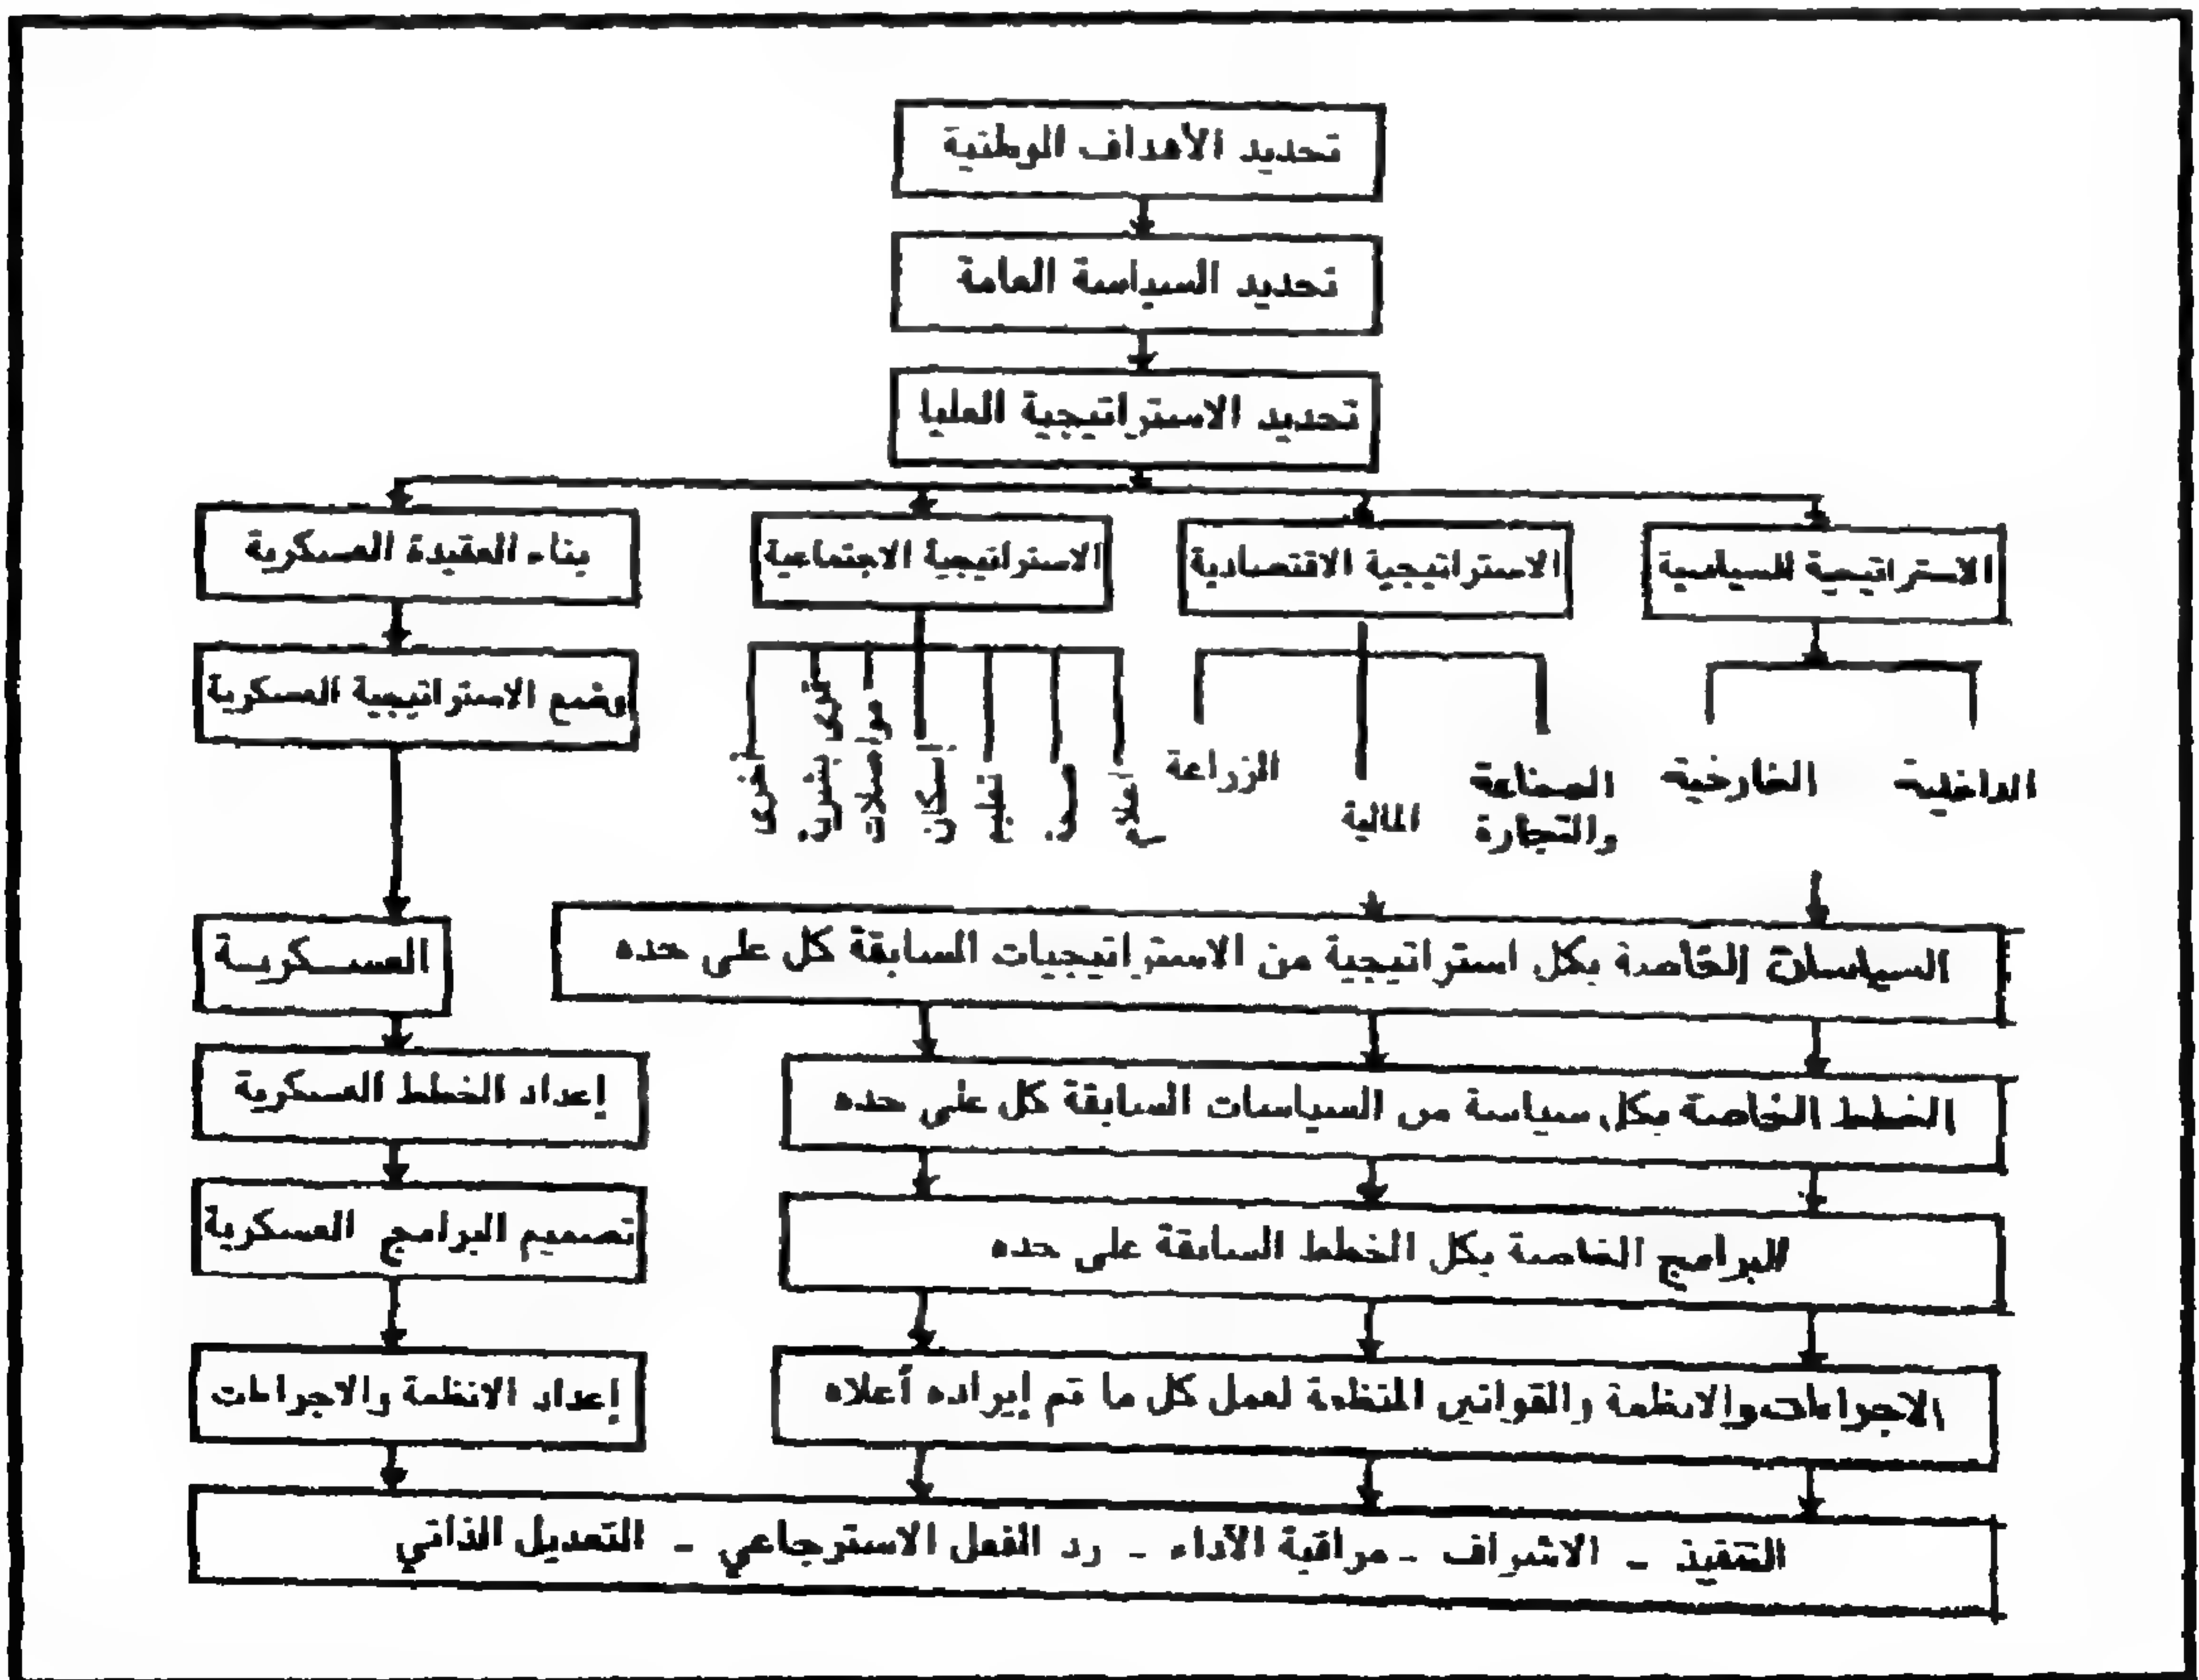 تحديد الأهداف الوطنية
تحديد السياسة العامة
تحديد الاستراتيجية العليا
الاستراتيجية السياسية
الاستراتيجية الاقتصادية
الاستراتيجية الاجتماعية
بناء العقيدة العسكرية
وضع الاستراتيجية العسكرية
الداخلية
الخارجية
الصناعة
والتجارة
المالية
الزراعة
تعليم
أخرى
العسكرية
السياسات الخاصة بكل استراتيجية من الاستراتيجيات السابقة كل على حده
إعداد الخطط العسكرية
الخطط الخاصة بكل سياسة من السياسات السابقة كل على حده
تصميم البرامج العسكرية
البرامج الخاصة بكل الخطط السابقة على حده
إعداد الانظمة والاجراءات
الاجراءات والانظمة والقوانين المنظمة لعمل كل ما تم إيراده أعلاه
التنفيذ - الاشراف - مراقبة الآداء - رد الفعل الاسترجاعي - التعديل الذاتي